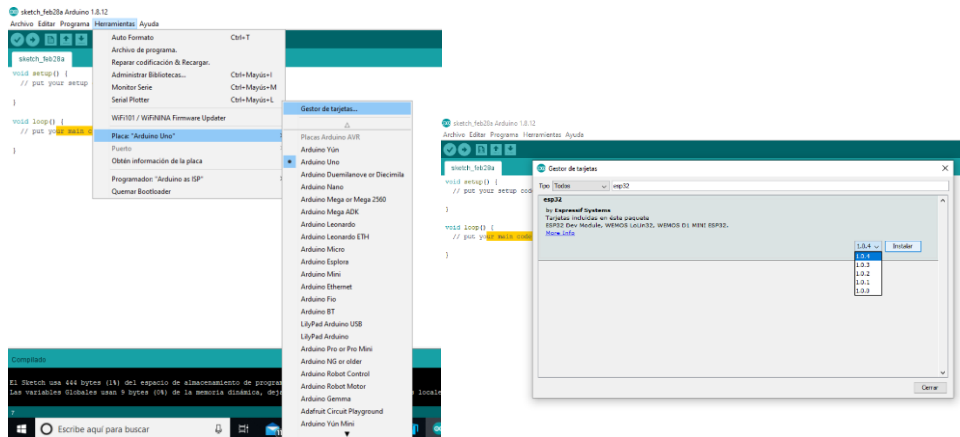 sketch_feb28a Arduino 1.8.12
Archivo Editar Programa Herramientas Ayuda
sketch_feb28a
void setup() {
// put your setup
}
void loop() {
// put your main c
}
Auto Formato Ctrl+T
Archivo de programa.
Reparar codificación & Recargar.
Administrar Bibliotecas... Ctrl+Mayús+I
Monitor Serie Ctrl+Mayús+M
Serial Plotter Ctrl+Mayús+L
WiFi101 / WiFiNINA Firmware Updater
Placa: "Arduino Uno"
Puerto
Obtén información de la placa
Programador: "Arduino as ISP"
Quemar Bootloader
Gestor de tarjetas...
Placas Arduino AVR
Arduino Yún
Arduino Uno
Arduino Duemilanove or Diecimila
Arduino Nano
Arduino Mega or Mega 2560
Arduino Mega ADK
Arduino Leonardo
Arduino Leonardo ETH
Arduino Micro
Arduino Esplora
Arduino Mini
Arduino Ethernet
Arduino Fio
Arduino BT
LilyPad Arduino USB
LilyPad Arduino
Arduino Pro or Pro Mini
Arduino NG or older
Arduino Robot Control
Arduino Robot Motor
Arduino Gemma
Adafruit Circuit Playground
Arduino Yún Mini
Compilado
El Sketch usa 444 bytes (1%) del espacio de almacenamiento de progra
Las variables Globales usan 9 bytes (0%) de la memoria dinámica, dej
locale
7
Escribe aquí para buscar
sketch_feb28a Arduino 1.8.12
Archivo Editar Programa Herramientas Ayuda
sketch_feb28a
void setup() {
// put your setup cod
}
void loop() {
// put your main code
}
Gestor de tarjetas
Tipo Todos esp32
esp32
by Espressif Systems
Tarjetas incluidas en éste paquete
ESP32 Dev Module, WEMOS LoLin32, WEMOS D1 MINI ESP32.
More Info
1.0.4 Instalar
1.0.4
1.0.3
1.0.2
1.0.1
1.0.0
Cerrar